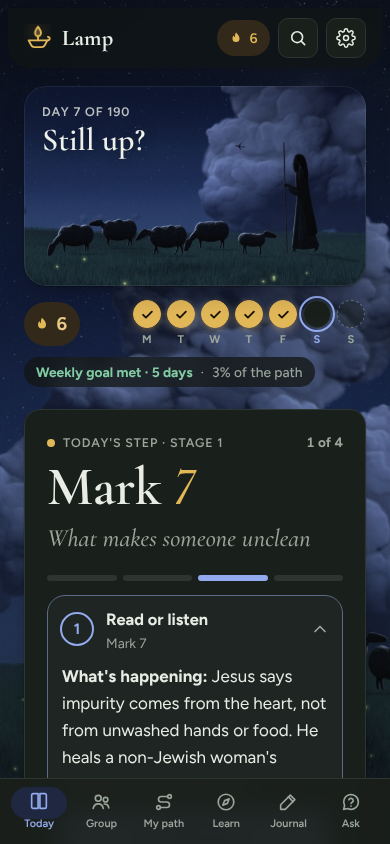 Lamp
6
DAY 7 OF 190
Still up?
6
M T W T F S S
Weekly goal met · 5 days · 3% of the path
TODAY'S STEP · STAGE 1
1 of 4
Mark 7
What makes someone unclean
1
Read or listen
Mark 7
What's happening: Jesus says
impurity comes from the heart, not
from unwashed hands or food. He
heals a non-Jewish woman's
Today
Group
My path
Learn
Journal
Ask